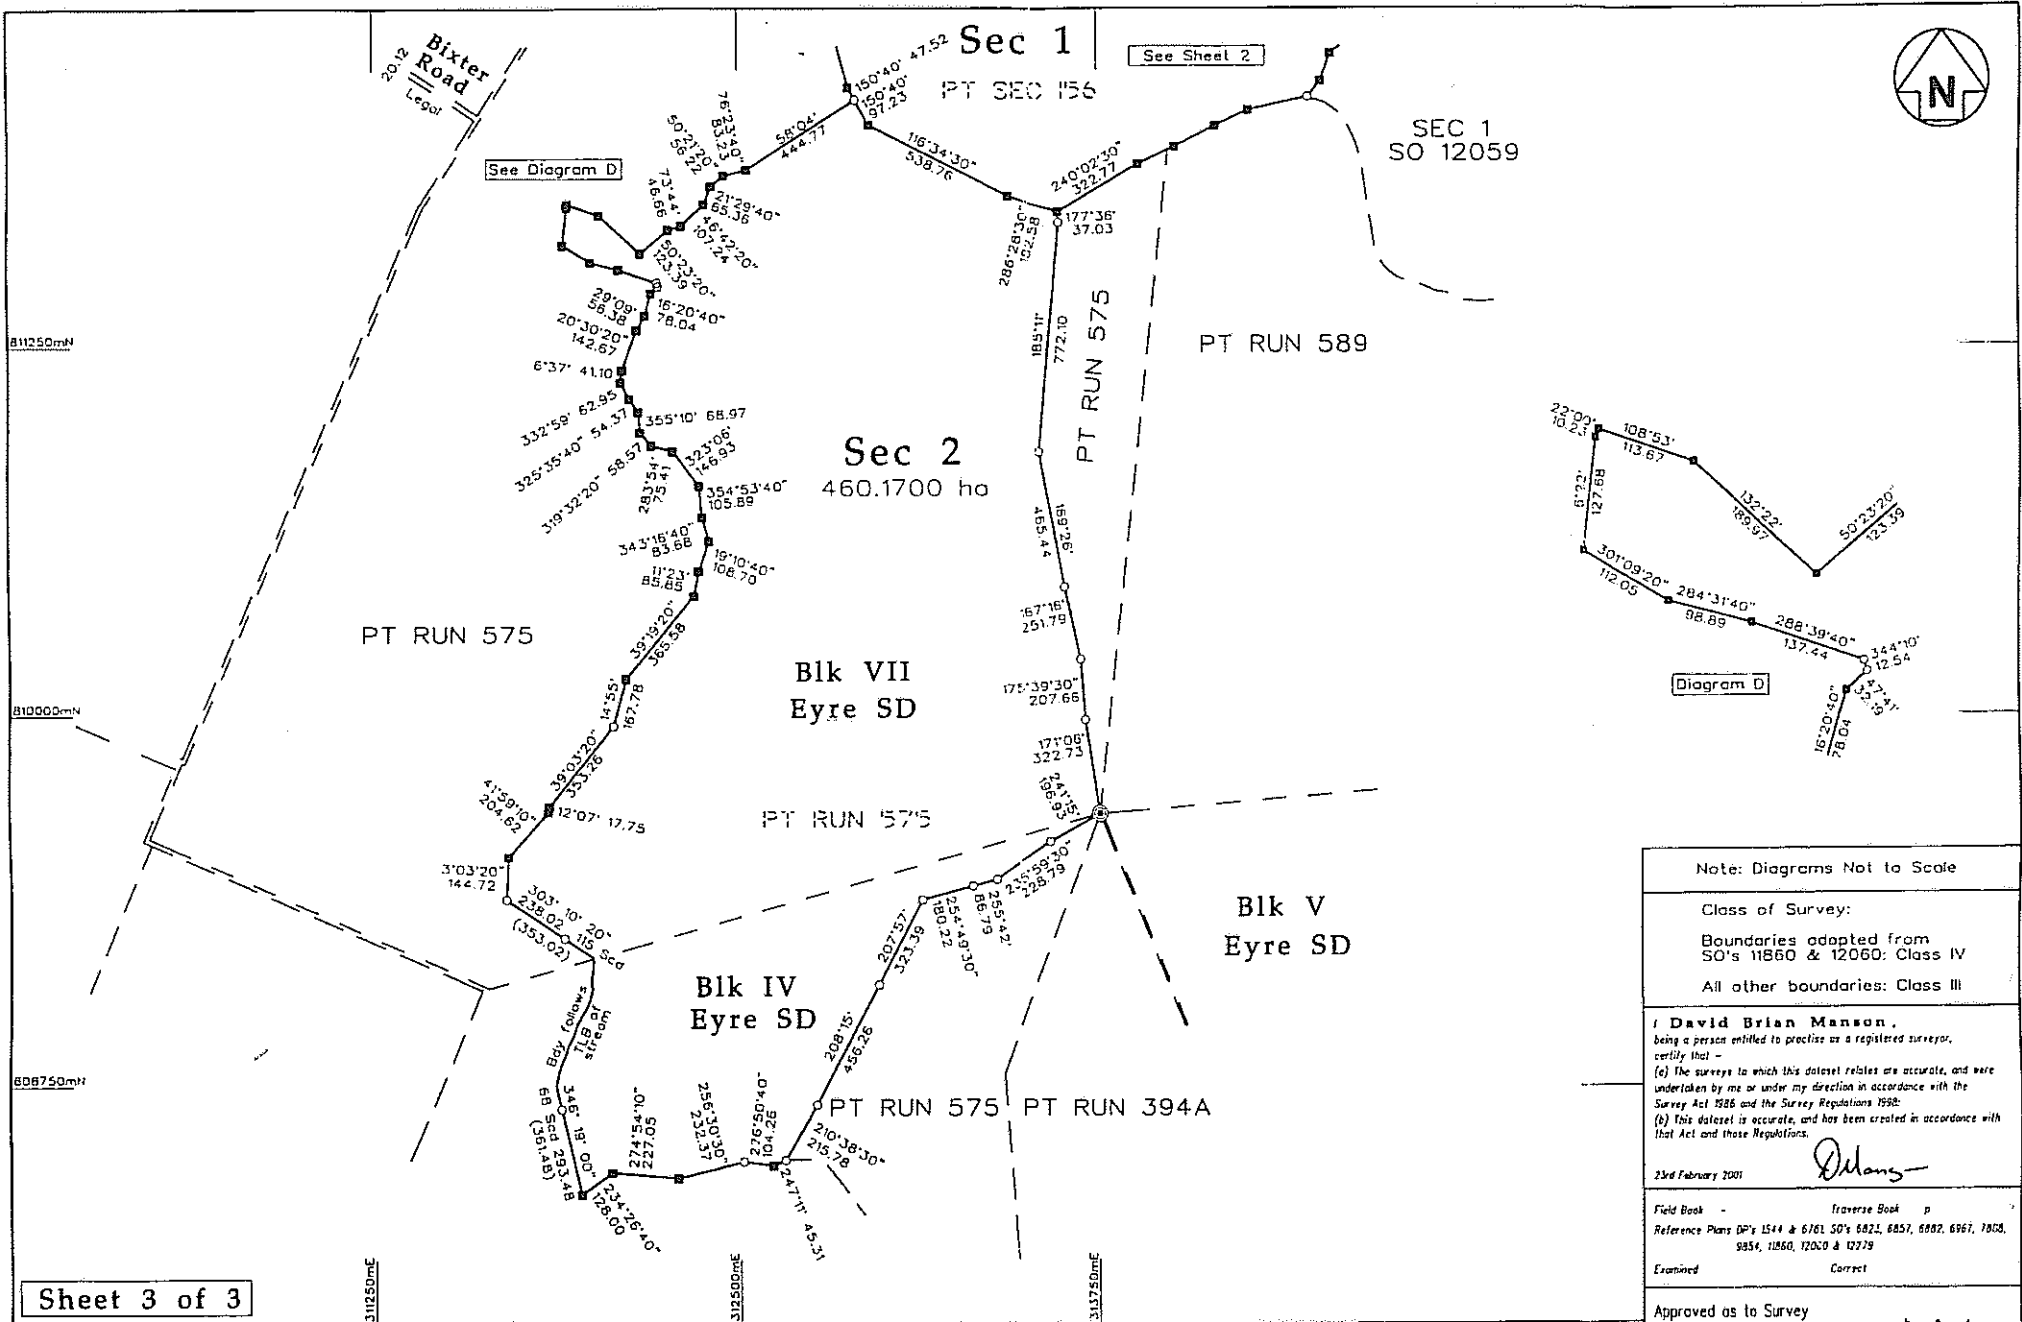 Sec 1
See Sheet 2
PT SEC 156
SEC 1
SO 12059
N
Bixter
Road
20.12
Legal
150°40' 47.52
150°40'
97.23
58°04'
444.77
76°23'40"
83.23
50°21'20"
56.22
73°44'
46.66
21°29'40"
65.36
46°42'20"
107.24
50°23'20"
123.39
See Diagram D
116°34'30"
538.76
240°02'30"
322.77
286°28'30"
152.58
177°36'
37.03
29°09'
56.38
16°20'40"
78.04
20°30'20"
142.67
6°37' 41.10
332°59' 62.95
325°35'40" 54.37
355°10' 68.97
319°32'20" 58.57
283°54'
75.41
323°06'
146.93
354°53'40"
105.89
343°16'40"
83.68
19°10'40"
108.70
11°23'
85.85
39°19'20"
365.58
14°55'
167.78
39°03'20"
353.26
41°59'10"
204.62
12°07' 17.75
3°03'20"
144.72
303° 10' 20"
238.02
115 Scd
(353.02)
811250mN
810000mN
808750mN
185°11'
772.10
PT RUN 575
PT RUN 589
Sec 2
460.1700 ha
169°26'
465.44
167°16'
251.79
175°39'30"
207.66
171°06'
322.73
PT RUN 575
Blk VII
Eyre SD
PT RUN 575
241°15'
196.93
235°59'30"
228.79
255°42'
86.79
254°49'30"
180.22
207°57'
323.39
208°15'
456.26
210°38'30"
215.78
247°11' 45.31
276°50'40"
104.26
256°30'30"
232.37
274°54'10"
227.05
234°26'40"
128.00
346° 19' 00"
68 Scd 293.48
(361.48)
Bdy follows
TLB of
stream
Blk IV
Eyre SD
Blk V
Eyre SD
PT RUN 575
PT RUN 394A
22°00'
10.23
108°53'
113.67
6°22'
127.68
132°22'
189.97
50°23'20"
123.39
301°09'20"
112.05
284°31'40"
98.89
288°39'40"
137.44
344°10'
12.54
47°41'
32.19
16°20'40"
78.04
Diagram D
Note: Diagrams Not to Scale
Class of Survey:
Boundaries adopted from
SO's 11860 & 12060: Class IV
All other boundaries: Class III
I David Brian Manson,
being a person entitled to practise as a registered surveyor,
certify that -
(a) The surveys to which this dataset relates are accurate, and were
undertaken by me or under my direction in accordance with the
Survey Act 1986 and the Survey Regulations 1998;
(b) This dataset is accurate, and has been created in accordance with
that Act and those Regulations.
23rd February 2001
Field Book - Traverse Book p
Reference Plans DP's 1544 & 6761, SO's 6823, 6857, 6882, 6967, 7808,
9854, 11860, 12060 & 12279
Examined Correct
Approved as to Survey
311250mE
312500mE
313750mE
Sheet 3 of 3